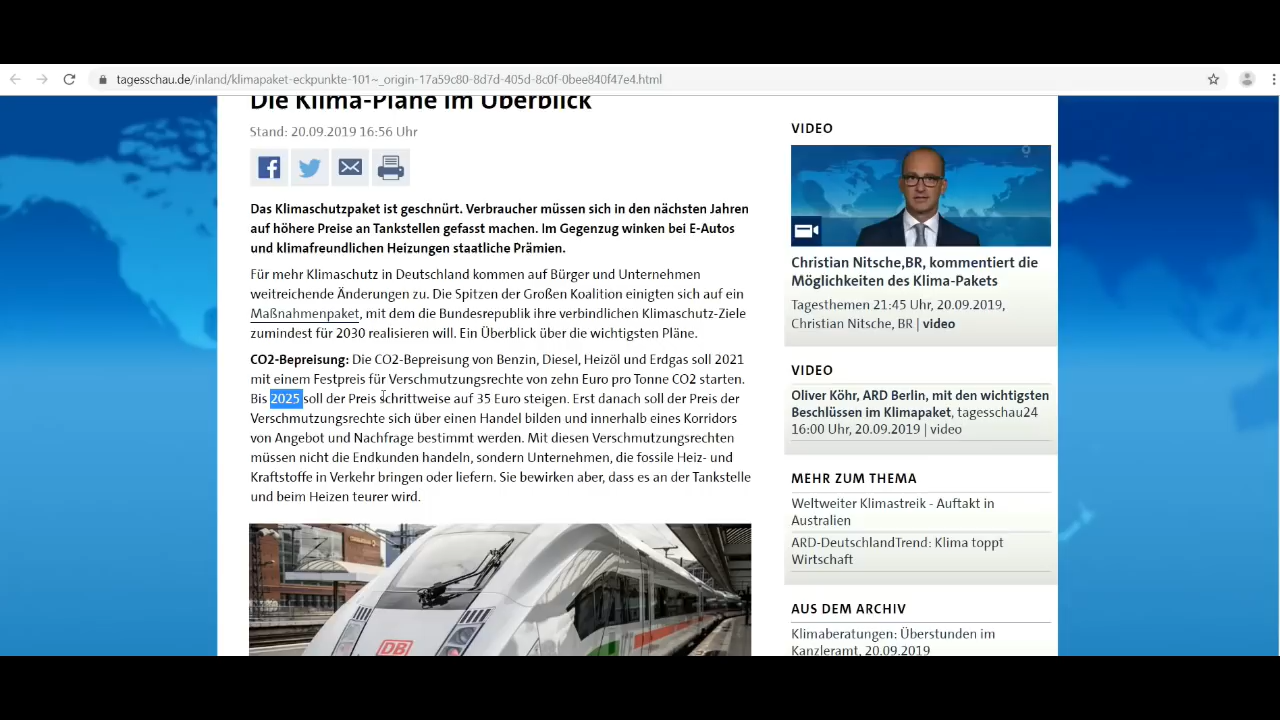 tagesschau.de/inland/klimapaket-eckpunkte-101~_origin-17a59c80-8d7d-405d-8c0f-0bee840f47e4.html
Die Klima-Pläne im Überblick
Stand: 20.09.2019 16:56 Uhr
Das Klimaschutzpaket ist geschnürt. Verbraucher müssen sich in den nächsten Jahren
auf höhere Preise an Tankstellen gefasst machen. Im Gegenzug winken bei E-Autos
und klimafreundlichen Heizungen staatliche Prämien.
Für mehr Klimaschutz in Deutschland kommen auf Bürger und Unternehmen
weitreichende Änderungen zu. Die Spitzen der Großen Koalition einigten sich auf ein
Maßnahmenpaket, mit dem die Bundesrepublik ihre verbindlichen Klimaschutz-Ziele
zumindest für 2030 realisieren will. Ein Überblick über die wichtigsten Pläne.
CO2-Bepreisung: Die CO2-Bepreisung von Benzin, Diesel, Heizöl und Erdgas soll 2021
mit einem Festpreis für Verschmutzungsrechte von zehn Euro pro Tonne CO2 starten.
Bis 2025 soll der Preis schrittweise auf 35 Euro steigen. Erst danach soll der Preis der
Verschmutzungsrechte sich über einen Handel bilden und innerhalb eines Korridors
von Angebot und Nachfrage bestimmt werden. Mit diesen Verschmutzungsrechten
müssen nicht die Endkunden handeln, sondern Unternehmen, die fossile Heiz- und
Kraftstoffe in Verkehr bringen oder liefern. Sie bewirken aber, dass es an der Tankstelle
und beim Heizen teurer wird.
DB
VIDEO
Christian Nitsche,BR, kommentiert die
Möglichkeiten des Klima-Pakets
Tagesthemen 21:45 Uhr, 20.09.2019,
Christian Nitsche, BR | video
VIDEO
Oliver Köhr, ARD Berlin, mit den wichtigsten
Beschlüssen im Klimapaket, tagesschau24
16:00 Uhr, 20.09.2019 | video
MEHR ZUM THEMA
Weltweiter Klimastreik - Auftakt in
Australien
ARD-DeutschlandTrend: Klima toppt
Wirtschaft
AUS DEM ARCHIV
Klimaberatungen: Überstunden im
Kanzleramt, 20.09.2019